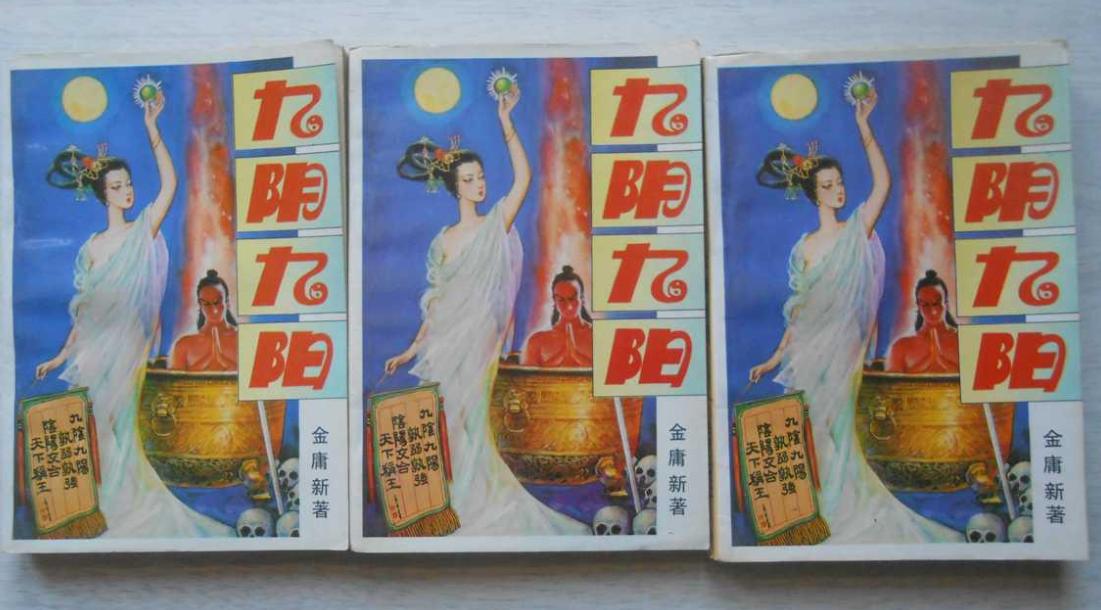 九阴九阳
金庸新著
九陰九陽
孰弱孰強
陰陽交合
天下稱王
九阴九阳
金庸新著
九陰九陽
孰弱孰強
陰陽交合
天下稱王
九阴九阳
金庸新著
九陰九陽
孰弱孰強
陰陽交合
天下稱王